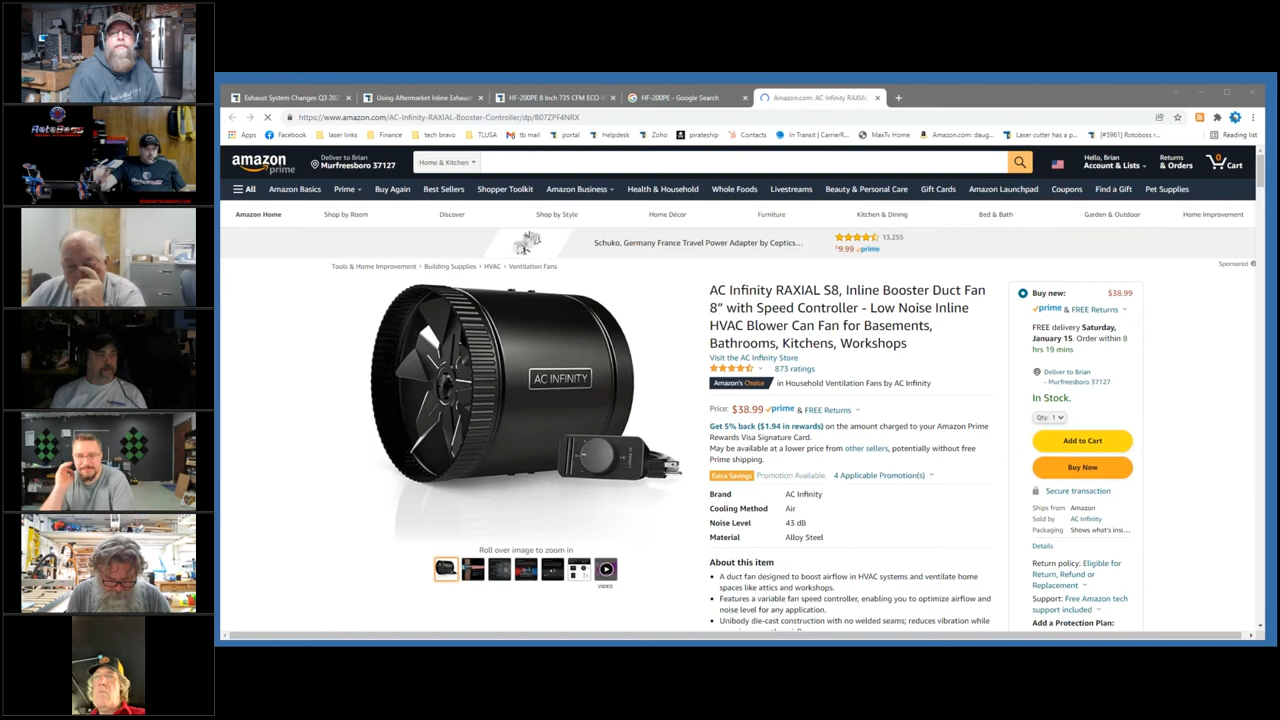 ROTOBOSS
Exhaust System Changes Q3 202
Using Aftermarket Inline Exhaust
HF-200PE 8 Inch 735 CFM ECO-
HF-200PE - Google Search
Amazon.com: AC Infinity RAXIAL
https://www.amazon.com/AC-Infinity-RAXIAL-Booster-Controller/dp/B07ZPF4NRX
Apps
Facebook
laser links
Finance
tech bravo
TLUSA
tb mail
portal
Helpdesk
Zoho
pirateship
Contacts
In Transit | CarrierR...
MaxTv Home
Amazon.com: daug...
Laser cutter has a p...
[#5961] Rotoboss r...
Reading list
amazon prime
Deliver to Brian
Murfreesboro 37127
Home & Kitchen
Hello, Brian
Account & Lists
Returns
& Orders
0
Cart
All
Amazon Basics
Prime
Buy Again
Best Sellers
Shopper Toolkit
Amazon Business
Health & Household
Whole Foods
Livestreams
Beauty & Personal Care
Gift Cards
Amazon Launchpad
Coupons
Find a Gift
Pet Supplies
Amazon Home
Shop by Room
Discover
Shop by Style
Home Décor
Furniture
Kitchen & Dining
Bed & Bath
Garden & Outdoor
Home Improvement
Schuko, Germany France Travel Power Adapter by Ceptics...
13,255
$9.99 prime
Sponsored
Tools & Home Improvement › Building Supplies › HVAC › Ventilation Fans
AC INFINITY
Roll over image to zoom in
VIDEO
AC Infinity RAXIAL S8, Inline Booster Duct Fan
8” with Speed Controller - Low Noise Inline
HVAC Blower Can Fan for Basements,
Bathrooms, Kitchens, Workshops
Visit the AC Infinity Store
873 ratings
Amazon's Choice in Household Ventilation Fans by AC Infinity
Price: $38.99 prime & FREE Returns
Get 5% back ($1.94 in rewards) on the amount charged to your Amazon Prime
Rewards Visa Signature Card.
May be available at a lower price from other sellers, potentially without free
Prime shipping.
Extra Savings Promotion Available. 4 Applicable Promotion(s)
Brand AC Infinity
Cooling Method Air
Noise Level 43 dB
Material Alloy Steel
About this item
• A duct fan designed to boost airflow in HVAC systems and ventilate home
spaces like attics and workshops.
• Features a variable fan speed controller, enabling you to optimize airflow and
noise level for any application.
• Unibody die-cast construction with no welded seams; reduces vibration while
Buy new: $38.99
prime & FREE Returns
FREE delivery Saturday,
January 15. Order within 8
hrs 19 mins
Deliver to Brian
- Murfreesboro 37127
In Stock.
Qty: 1
Add to Cart
Buy Now
Secure transaction
Ships from Amazon
Sold by AC Infinity
Packaging Shows what's insi...
Details
Return policy: Eligible for
Return, Refund or
Replacement
Support: Free Amazon tech
support included
Add a Protection Plan: